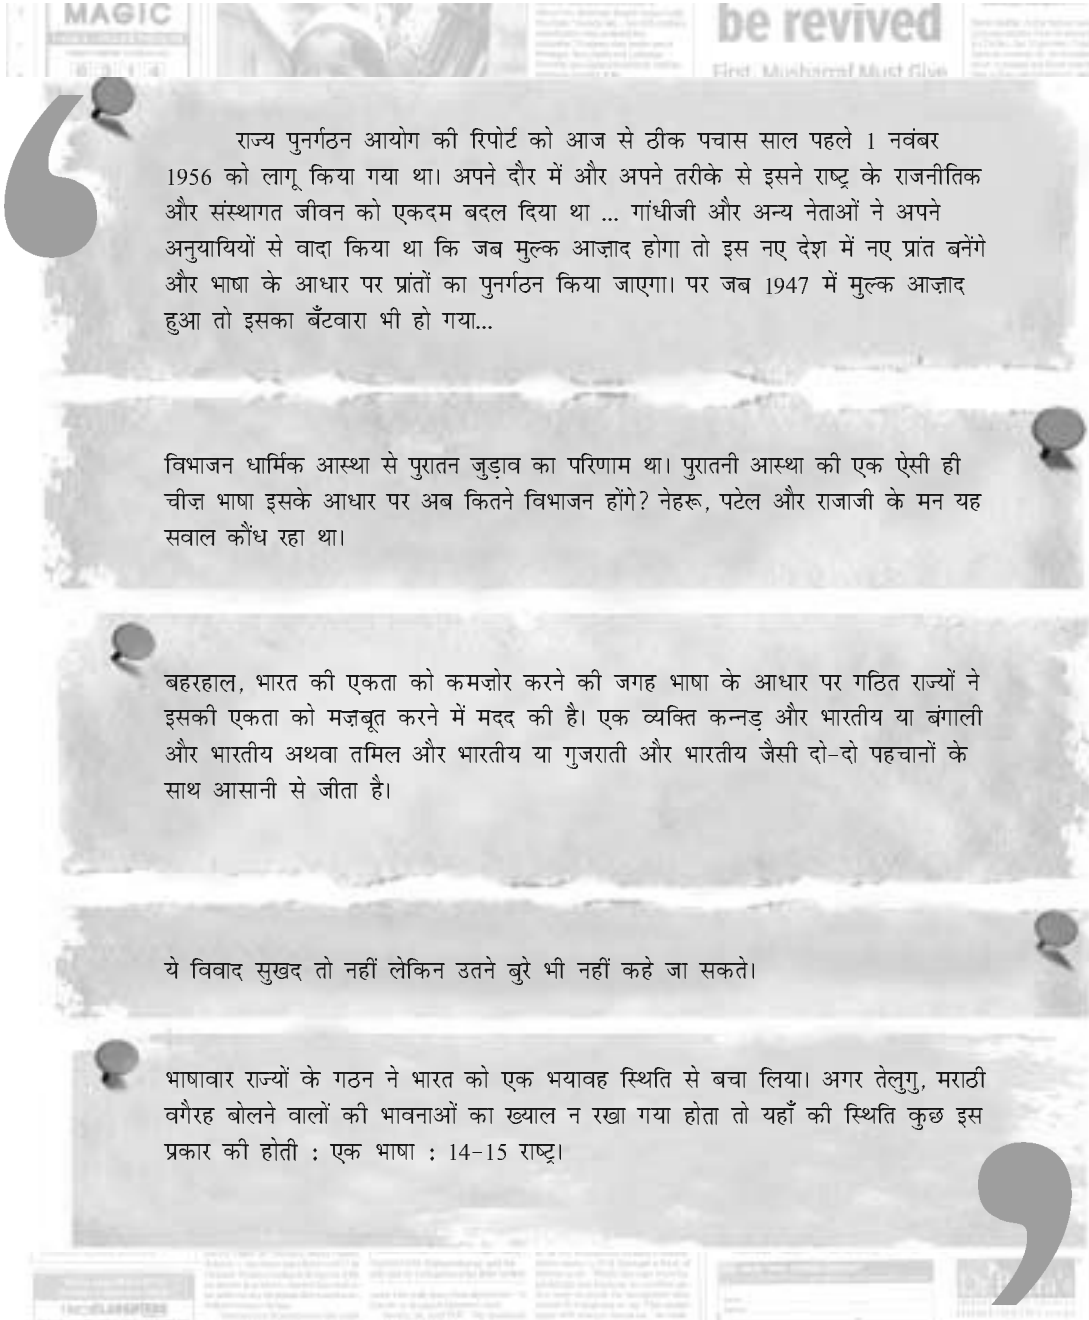 MAGIC
be revived
First, Musharraf Must Give
राज्य पुनर्गठन आयोग की रिपोर्ट को आज से ठीक पचास साल पहले 1 नवंबर
1956 को लागू किया गया था। अपने दौर में और अपने तरीके से इसने राष्ट्र के राजनीतिक
और संस्थागत जीवन को एकदम बदल दिया था ... गांधीजी और अन्य नेताओं ने अपने
अनुयायियों से वादा किया था कि जब मुल्क आज़ाद होगा तो इस नए देश में नए प्रांत बनेंगे
और भाषा के आधार पर प्रांतों का पुनर्गठन किया जाएगा। पर जब 1947 में मुल्क आज़ाद
हुआ तो इसका बँटवारा भी हो गया...
विभाजन धार्मिक आस्था से पुरातन जुड़ाव का परिणाम था। पुरातनी आस्था की एक ऐसी ही
चीज़ भाषा इसके आधार पर अब कितने विभाजन होंगे? नेहरू, पटेल और राजाजी के मन यह
सवाल कौंध रहा था।
बहरहाल, भारत की एकता को कमज़ोर करने की जगह भाषा के आधार पर गठित राज्यों ने
इसकी एकता को मज़बूत करने में मदद की है। एक व्यक्ति कन्नड़ और भारतीय या बंगाली
और भारतीय अथवा तमिल और भारतीय या गुजराती और भारतीय जैसी दो-दो पहचानों के
साथ आसानी से जीता है।
ये विवाद सुखद तो नहीं लेकिन उतने बुरे भी नहीं कहे जा सकते।
भाषावार राज्यों के गठन ने भारत को एक भयावह स्थिति से बचा लिया। अगर तेलुगु, मराठी
वगैरह बोलने वालों की भावनाओं का ख्याल न रखा गया होता तो यहाँ की स्थिति कुछ इस
प्रकार की होती : एक भाषा : 14-15 राष्ट्र।